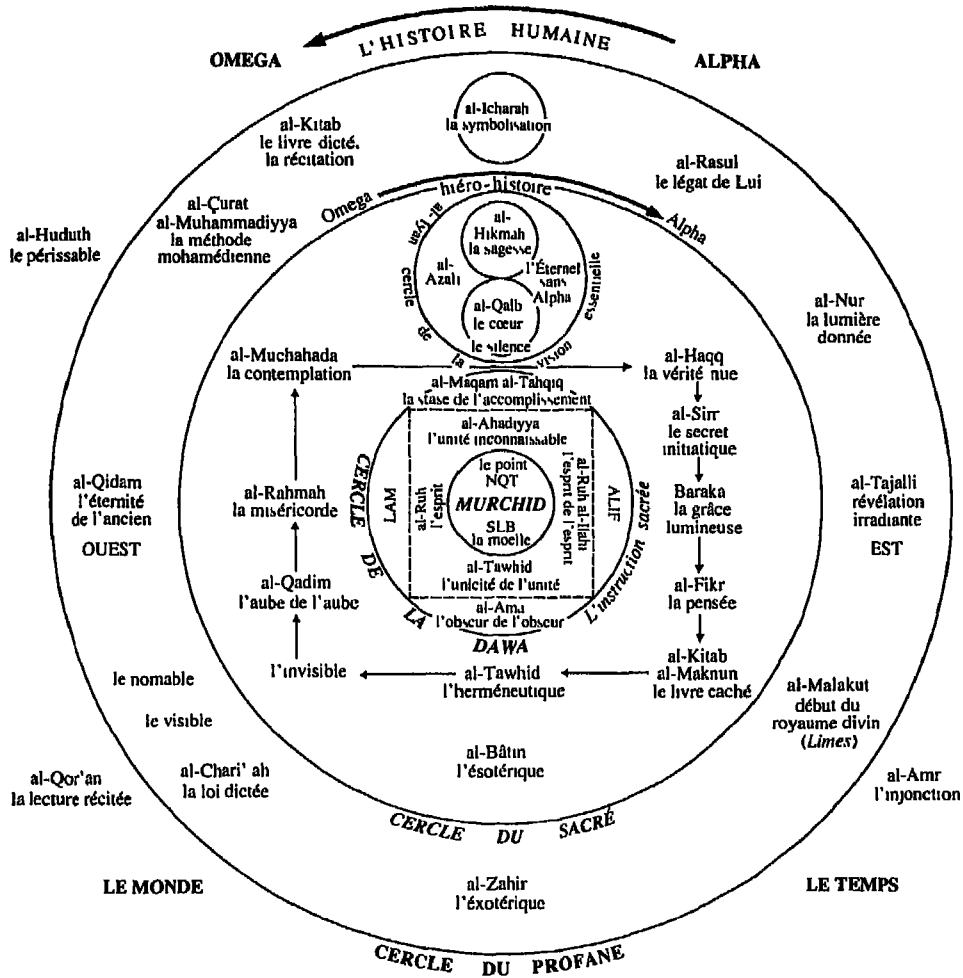 L'HISTOIRE HUMAINE
OMEGA
ALPHA
al-Icharah
la symbolisation
al-Kitab
le livre dicté.
la récitation
al-Rasul
le légat de Lui
Omega
hiéro-histoire
Alpha
al-Çurat
al-Muhammadiyya
la méthode
mohamédienne
al-Huduth
le périssable
al-Iyan
cercle de la vision essentielle
al-
Hikmah
la sagesse
al-
Azali
l'Éternel
sans
Alpha
al-Qalb
le cœur
le silence
al-Nur
la lumière
donnée
al-Muchahada
la contemplation
al-Haqq
la vérité nue
al-Maqam al-Tahqiq
la stase de l'accomplissement
al-Sirr
le secret
initiatique
al-Ahadiyya
l'unité inconnaissable
CERCLE DE LA DAWA
L'instruction sacrée
LAM
al-Ruh
l'esprit
le point
NQT
MURCHID
SLB
la moelle
al-Ruh al-Ilahi
l'esprit de l'esprit
ALIF
al-Qidam
l'éternité
de l'ancien
OUEST
al-Rahmah
la miséricorde
Baraka
la grâce
lumineuse
al-Tajalli
révélation
irradiante
EST
al-Tawhid
l'unicité de l'unité
al-Qadim
l'aube de l'aube
al-Fikr
la pensée
al-Ama
l'obscur de l'obscur
l'invisible
al-Tawhid
l'herméneutique
al-Kitab
al-Maknun
le livre caché
le nomable
le visible
al-Malakut
début du
royaume divin
(Limes)
al-Bâtin
l'ésotérique
al-Qor'an
la lecture récitée
al-Chari' ah
la loi dictée
al-Amr
l'injonction
CERCLE DU SACRÉ
LE MONDE
al-Zahir
l'éxotérique
LE TEMPS
CERCLE DU PROFANE